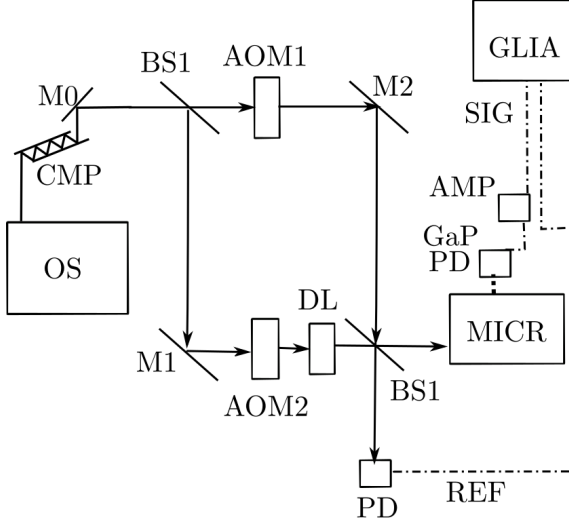 GLIA
AOM1
BS1
M2
M0
SIG
CMP
AMP
GaP
PD
OS
DL
MICR
M1
BS1
AOM2
REF
PD